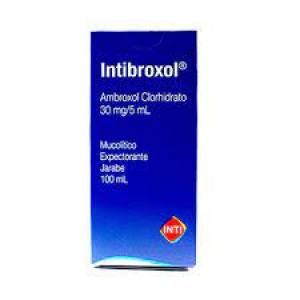 Intibroxol®
Ambroxol Clorhidrato
30 mg/5 mL
Mucolítico
Expectorante
Jarabe
100 mL
INTI